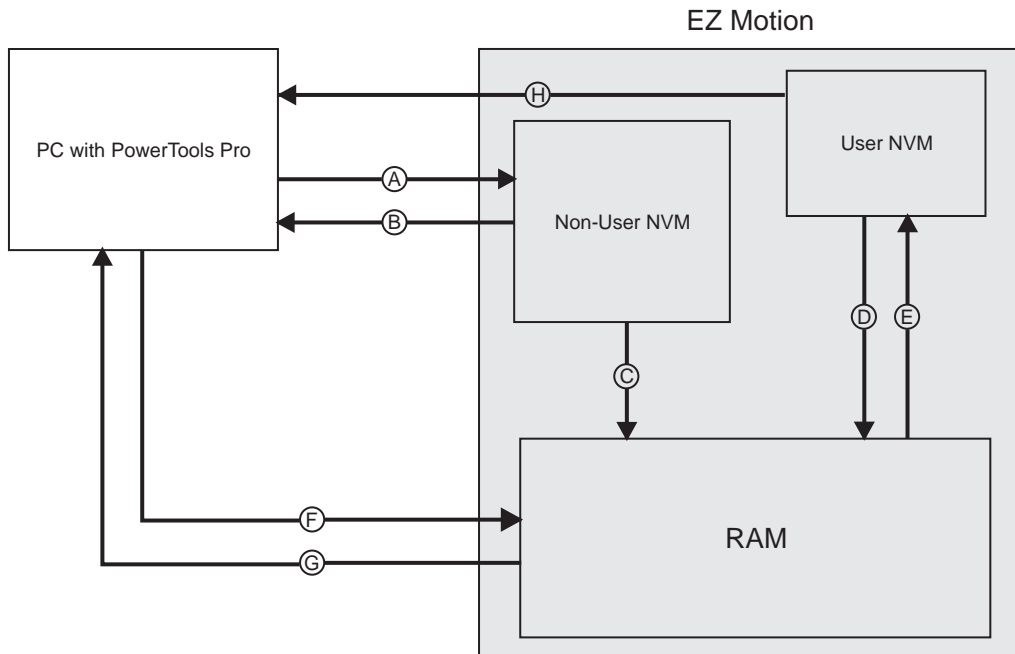 EZ Motion
H
PC with PowerTools Pro
User NVM
A
B
Non-User NVM
D
E
C
F
RAM
G